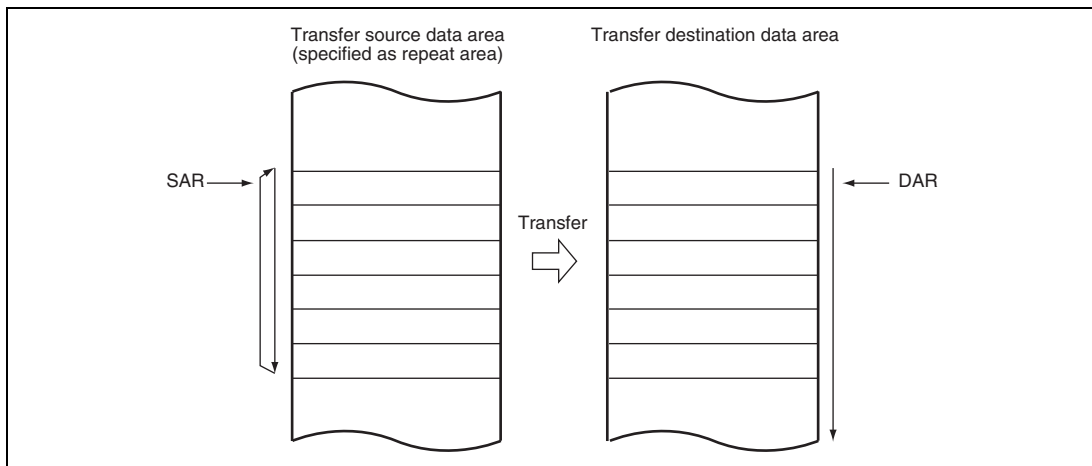 Transfer source data area
(specified as repeat area)
Transfer destination data area
SAR
Transfer
DAR